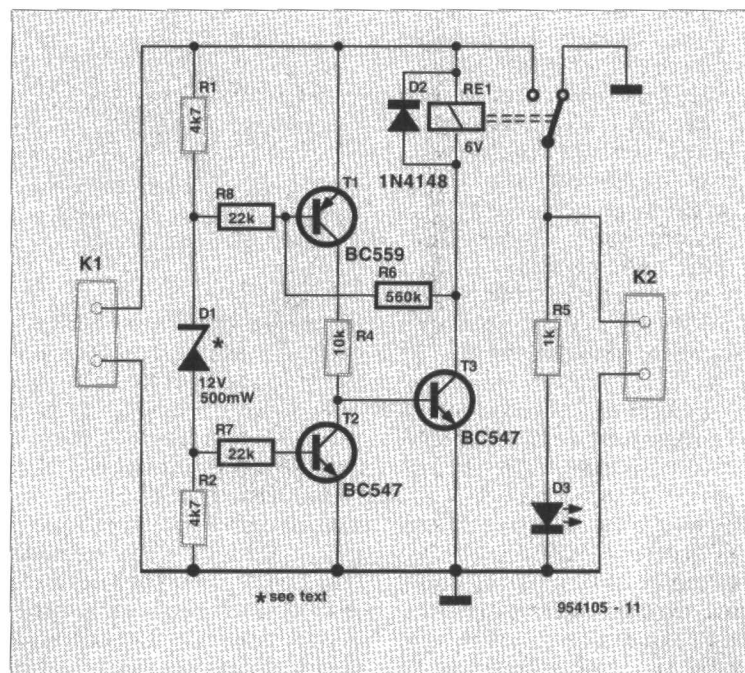 R1
4k7
D2
RE1
6V
1N4148
T1
R8
22k
BC559
K1
R6
560k
K2
D1
*
12V
500mW
10k
R4
R5
1k
T3
R7
22k
T2
BC547
BC547
R2
4k7
D3
* see text
954105 - 11